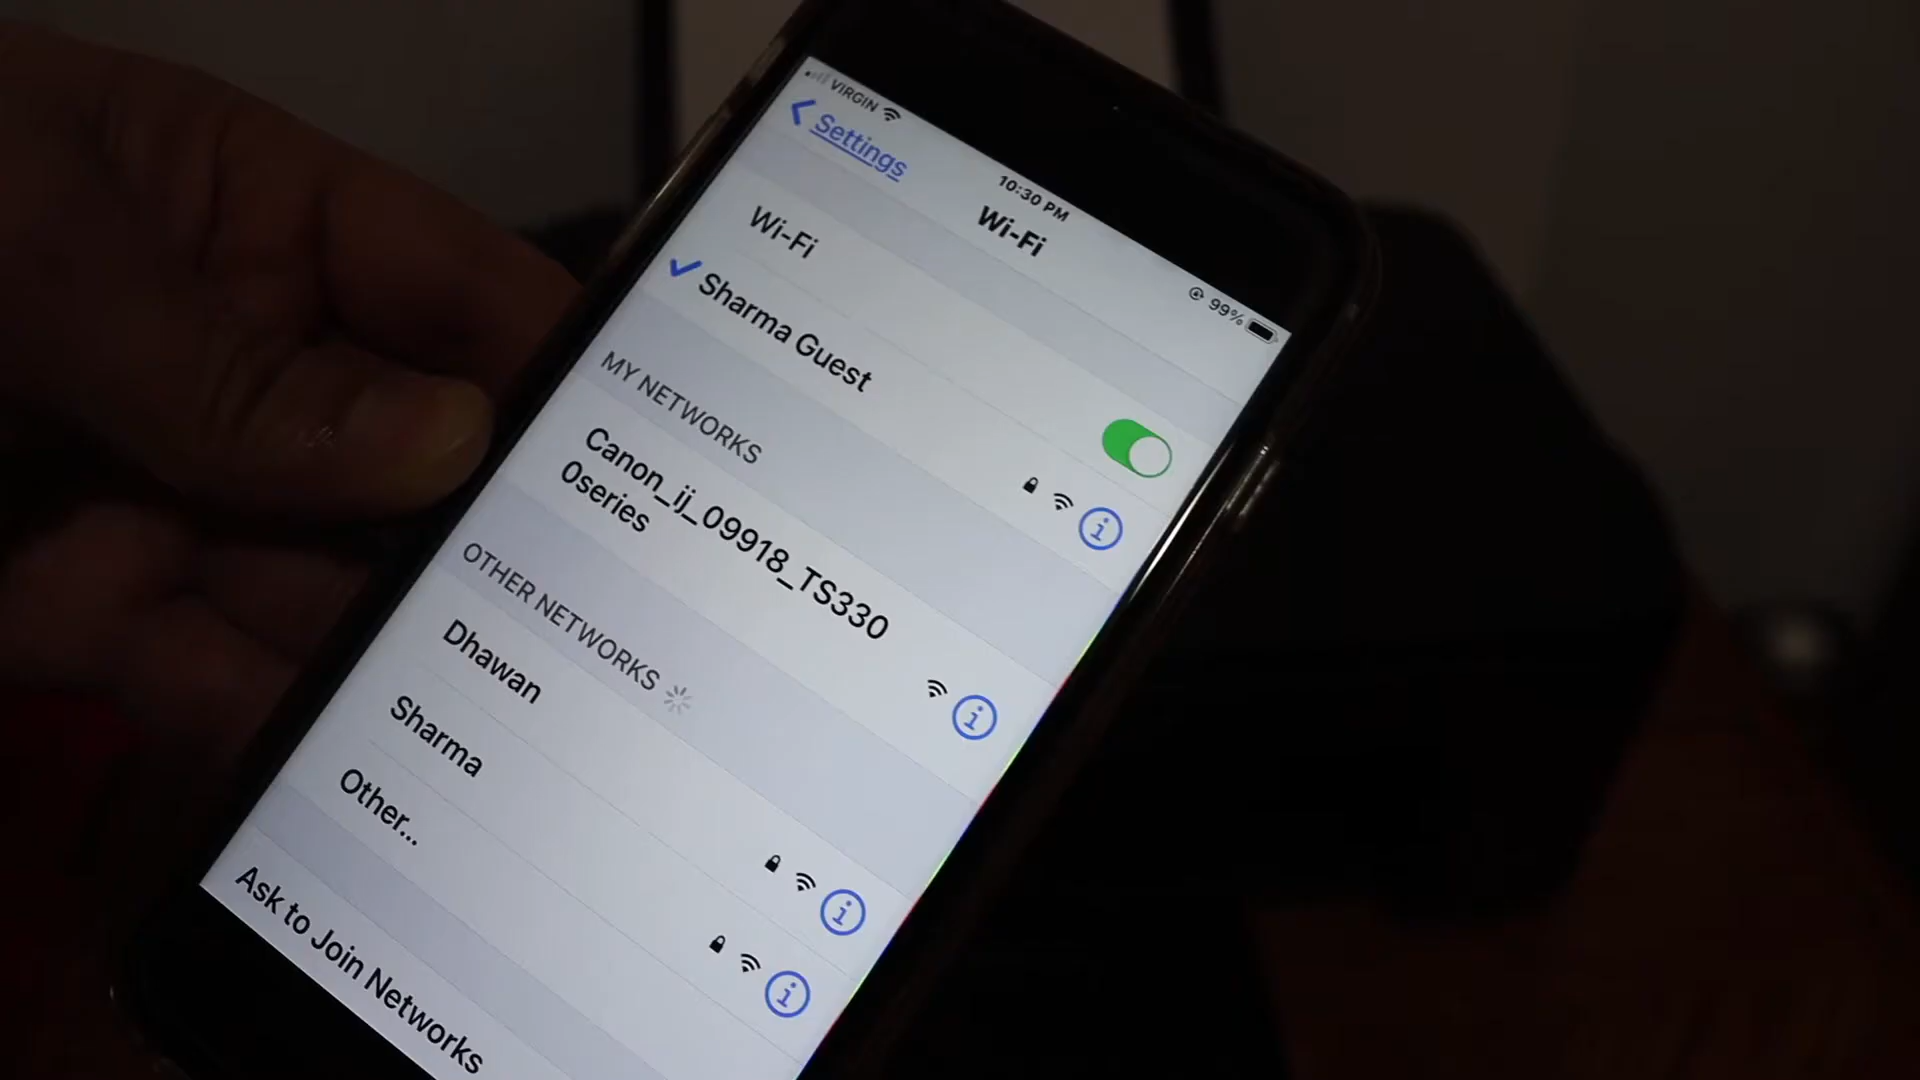 VIRGIN
10:30 PM
99%
Settings
Wi-Fi
Wi-Fi
Sharma Guest
MY NETWORKS
Canon_ij_09918_TS330
0series
OTHER NETWORKS
Dhawan
Sharma
Other...
Ask to Join Networks